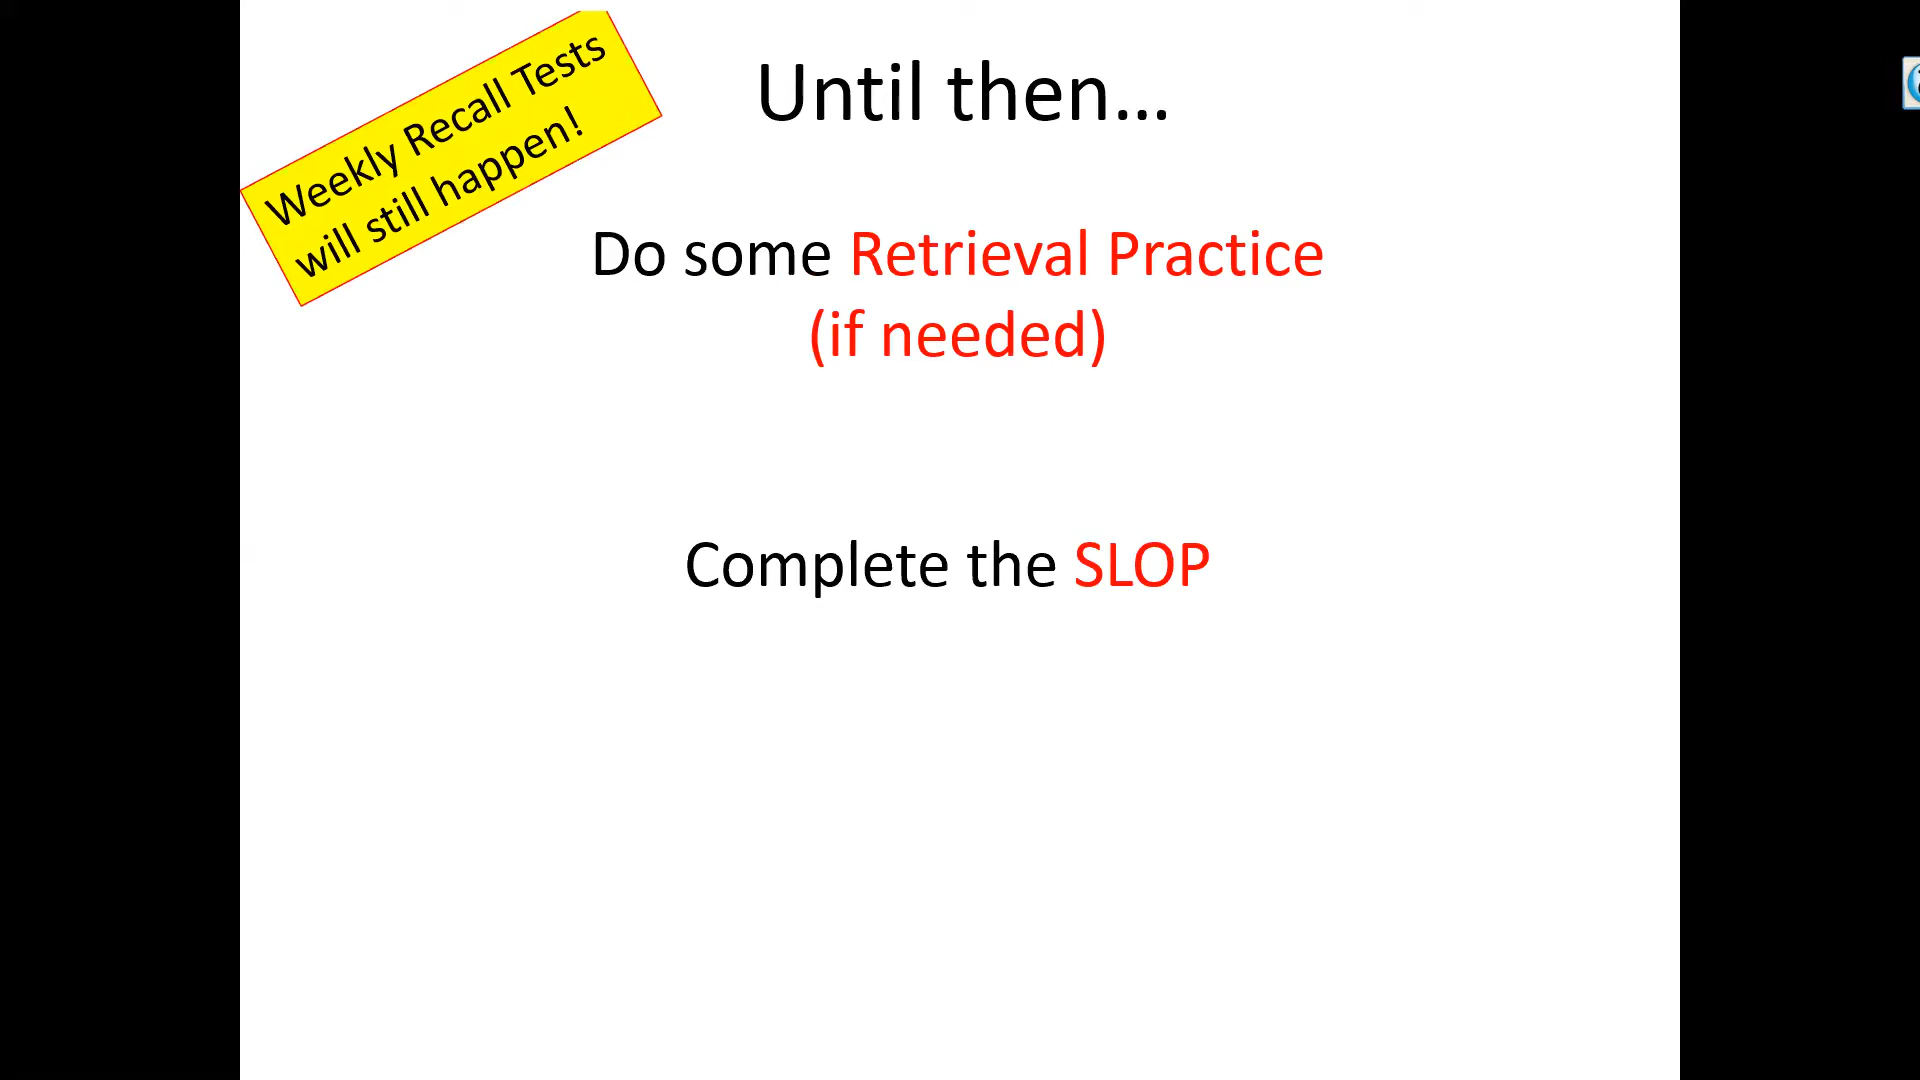 Weekly Recall Tests
will still happen!
Until then...
Do some Retrieval Practice
(if needed)
Complete the SLOP